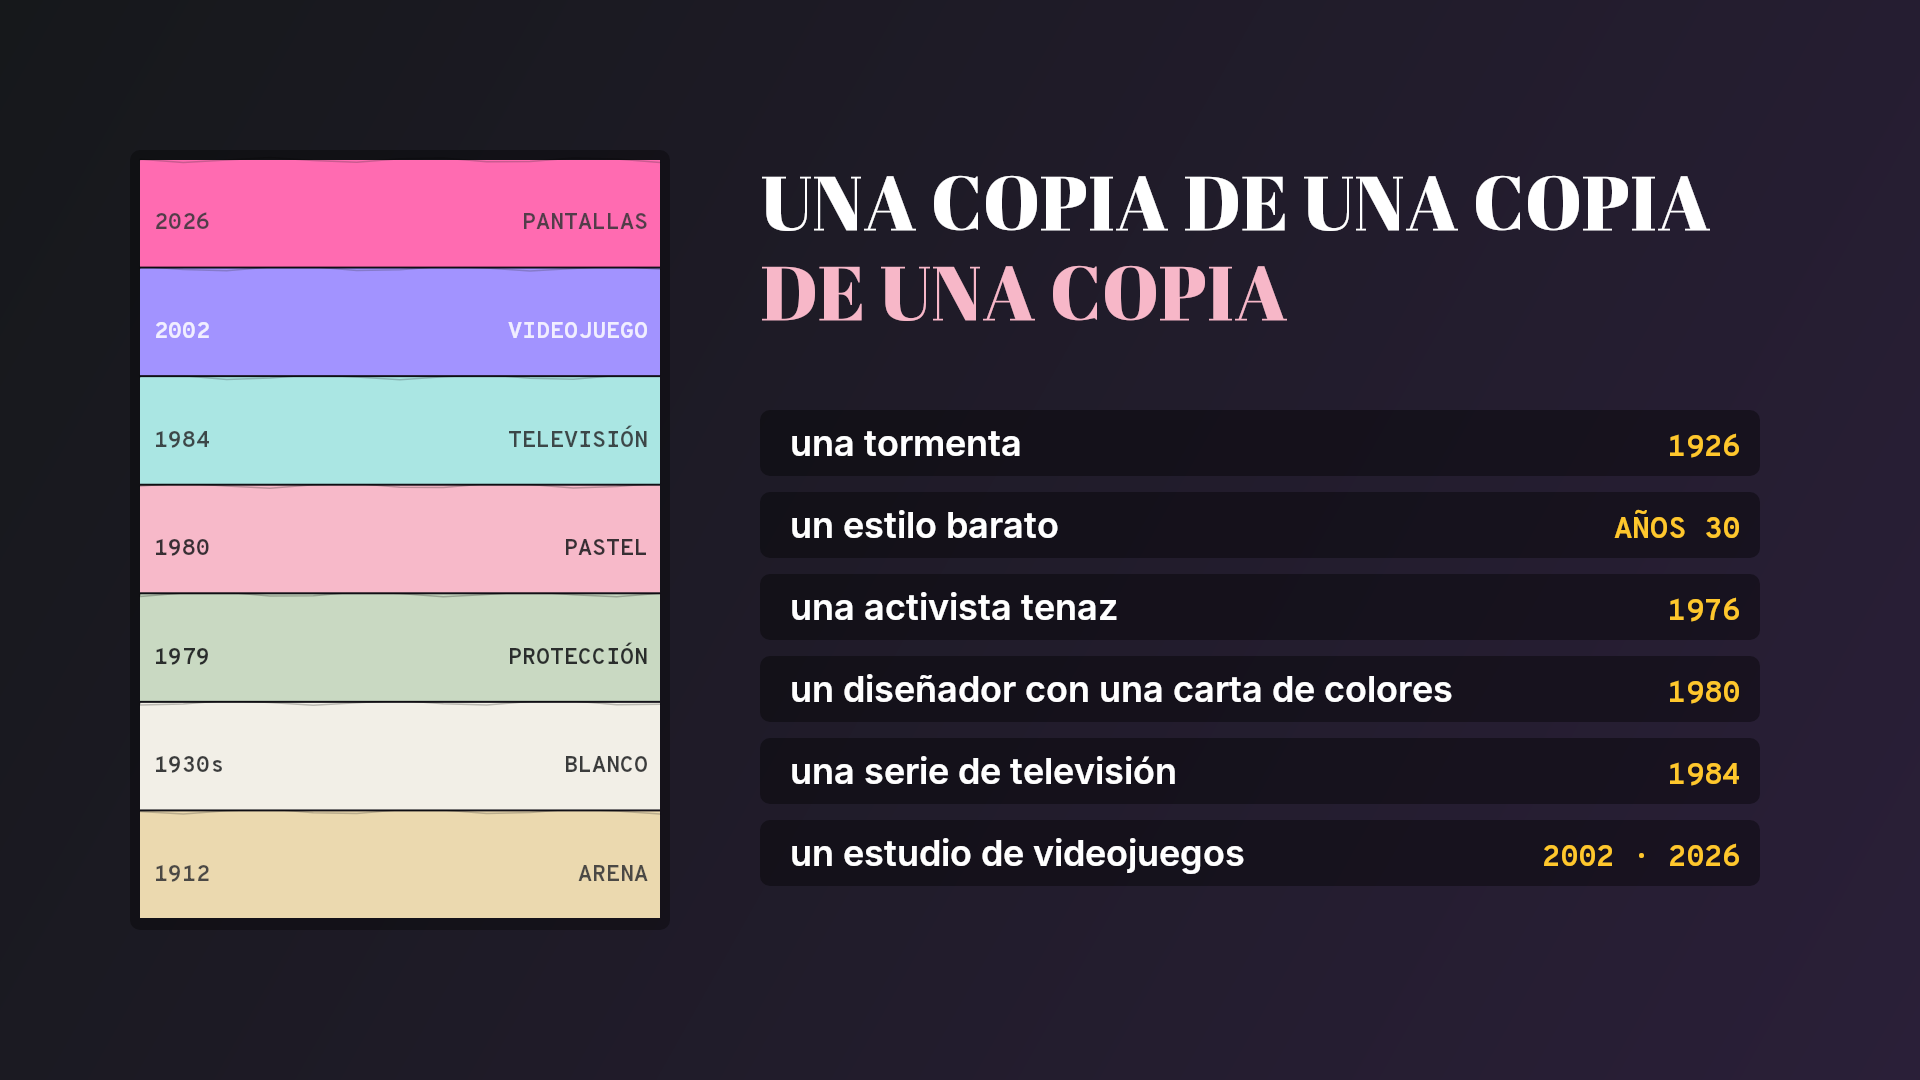 2026 PANTALLAS
2002 VIDEOJUEGO
1984 TELEVISIÓN
1980 PASTEL
1979 PROTECCIÓN
1930s BLANCO
1912 ARENA
UNA COPIA DE UNA COPIA
DE UNA COPIA
una tormenta 1926
un estilo barato AÑOS 30
una activista tenaz 1976
un diseñador con una carta de colores 1980
una serie de televisión 1984
un estudio de videojuegos 2002 · 2026